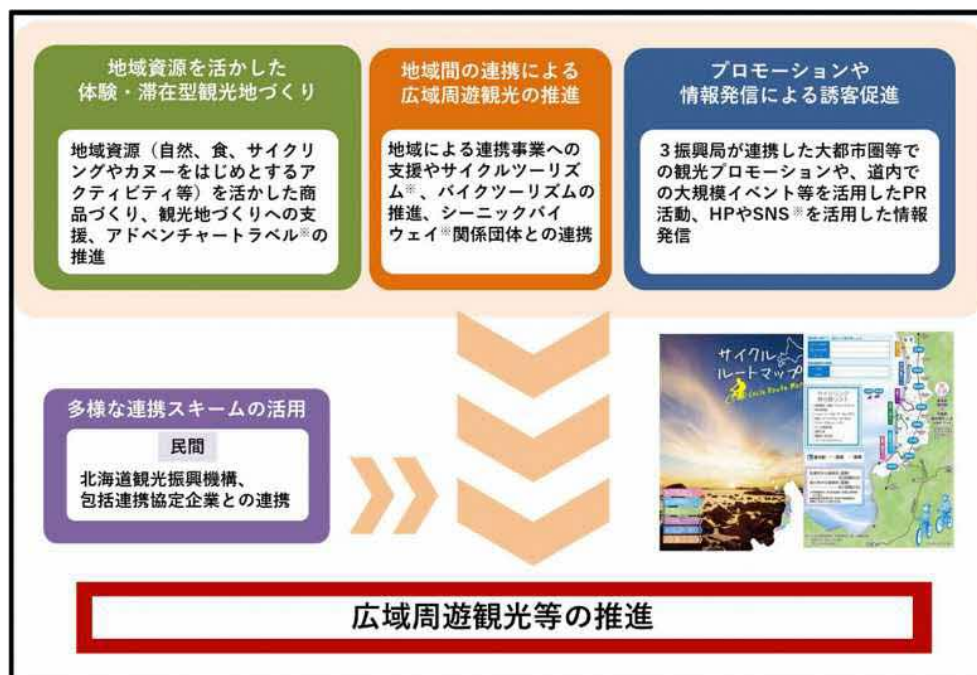 地域資源を活かした
体験・滞在型観光地づくり
地域資源（自然、食、サイクリ
ングやカヌーをはじめとするア
クティビティ等）を活かした商
品づくり、観光地づくりへの支
援、アドベンチャートラベル※の
推進
地域間の連携による
広域周遊観光の推進
地域による連携事業への
支援やサイクルツーリズ
ム※、バイクツーリズムの
推進、シーニックバイ
ウェイ※関係団体との連携
プロモーションや
情報発信による誘客促進
３振興局が連携した大都市圏等で
の観光プロモーションや、道内で
の大規模イベント等を活用したPR
活動、HPやSNS※を活用した情報
発信
サイクル
ルートマップ
Cycle Route Map
多様な連携スキームの活用
民間
北海道観光振興機構、
包括連携協定企業との連携
広域周遊観光等の推進